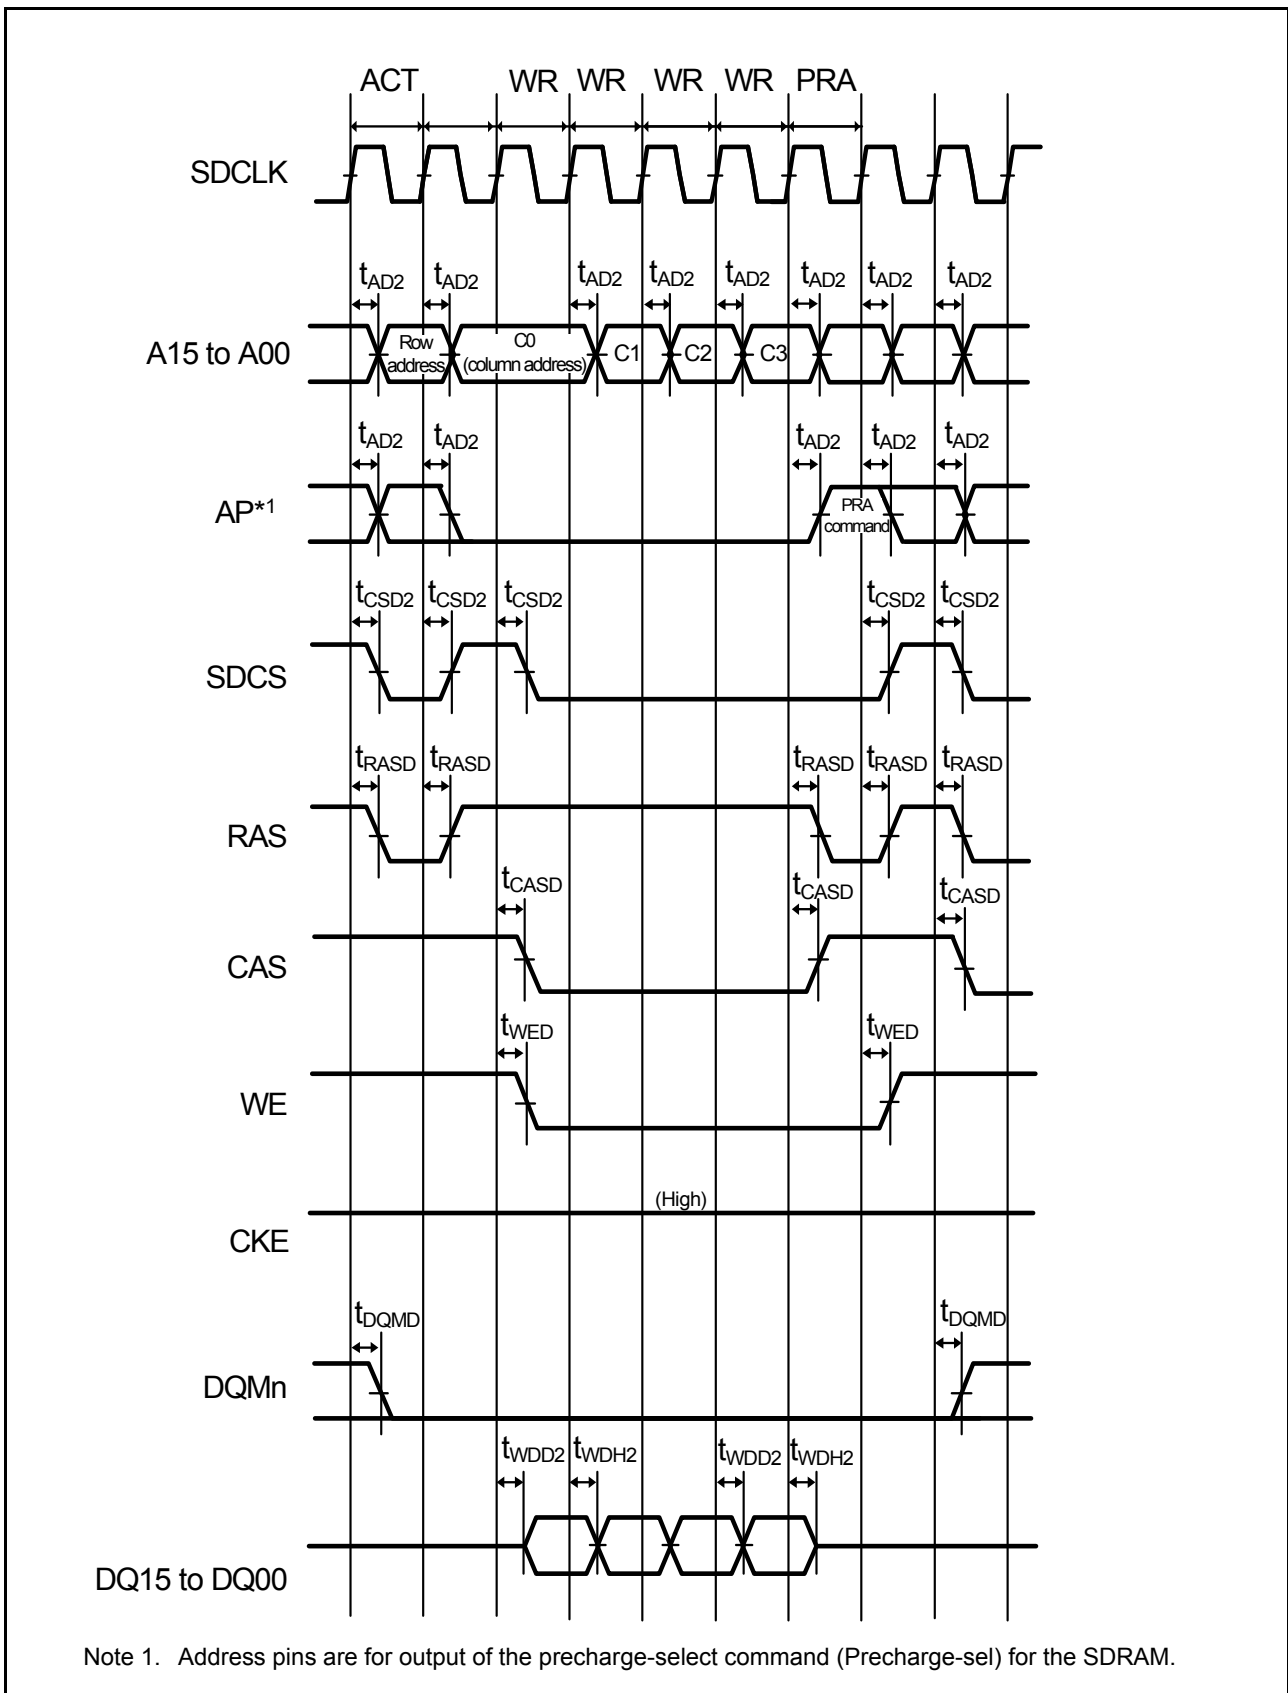 ACT WR WR WR WR PRA
SDCLK
tAD2 tAD2 tAD2 tAD2 tAD2 tAD2 tAD2 tAD2
A15 to A00
Row
address
C0
(column address)
C1 C2 C3
tAD2 tAD2 tAD2 tAD2 tAD2
AP*1
PRA
command
tCSD2 tCSD2 tCSD2 tCSD2 tCSD2
SDCS
tRASD tRASD tRASD tRASD tRASD
RAS
tCASD tCASD tCASD
CAS
tWED tWED
WE
(High)
CKE
tDQMD tDQMD
DQMn
tWDD2 tWDH2 tWDD2 tWDH2
DQ15 to DQ00
Note 1. Address pins are for output of the precharge-select command (Precharge-sel) for the SDRAM.